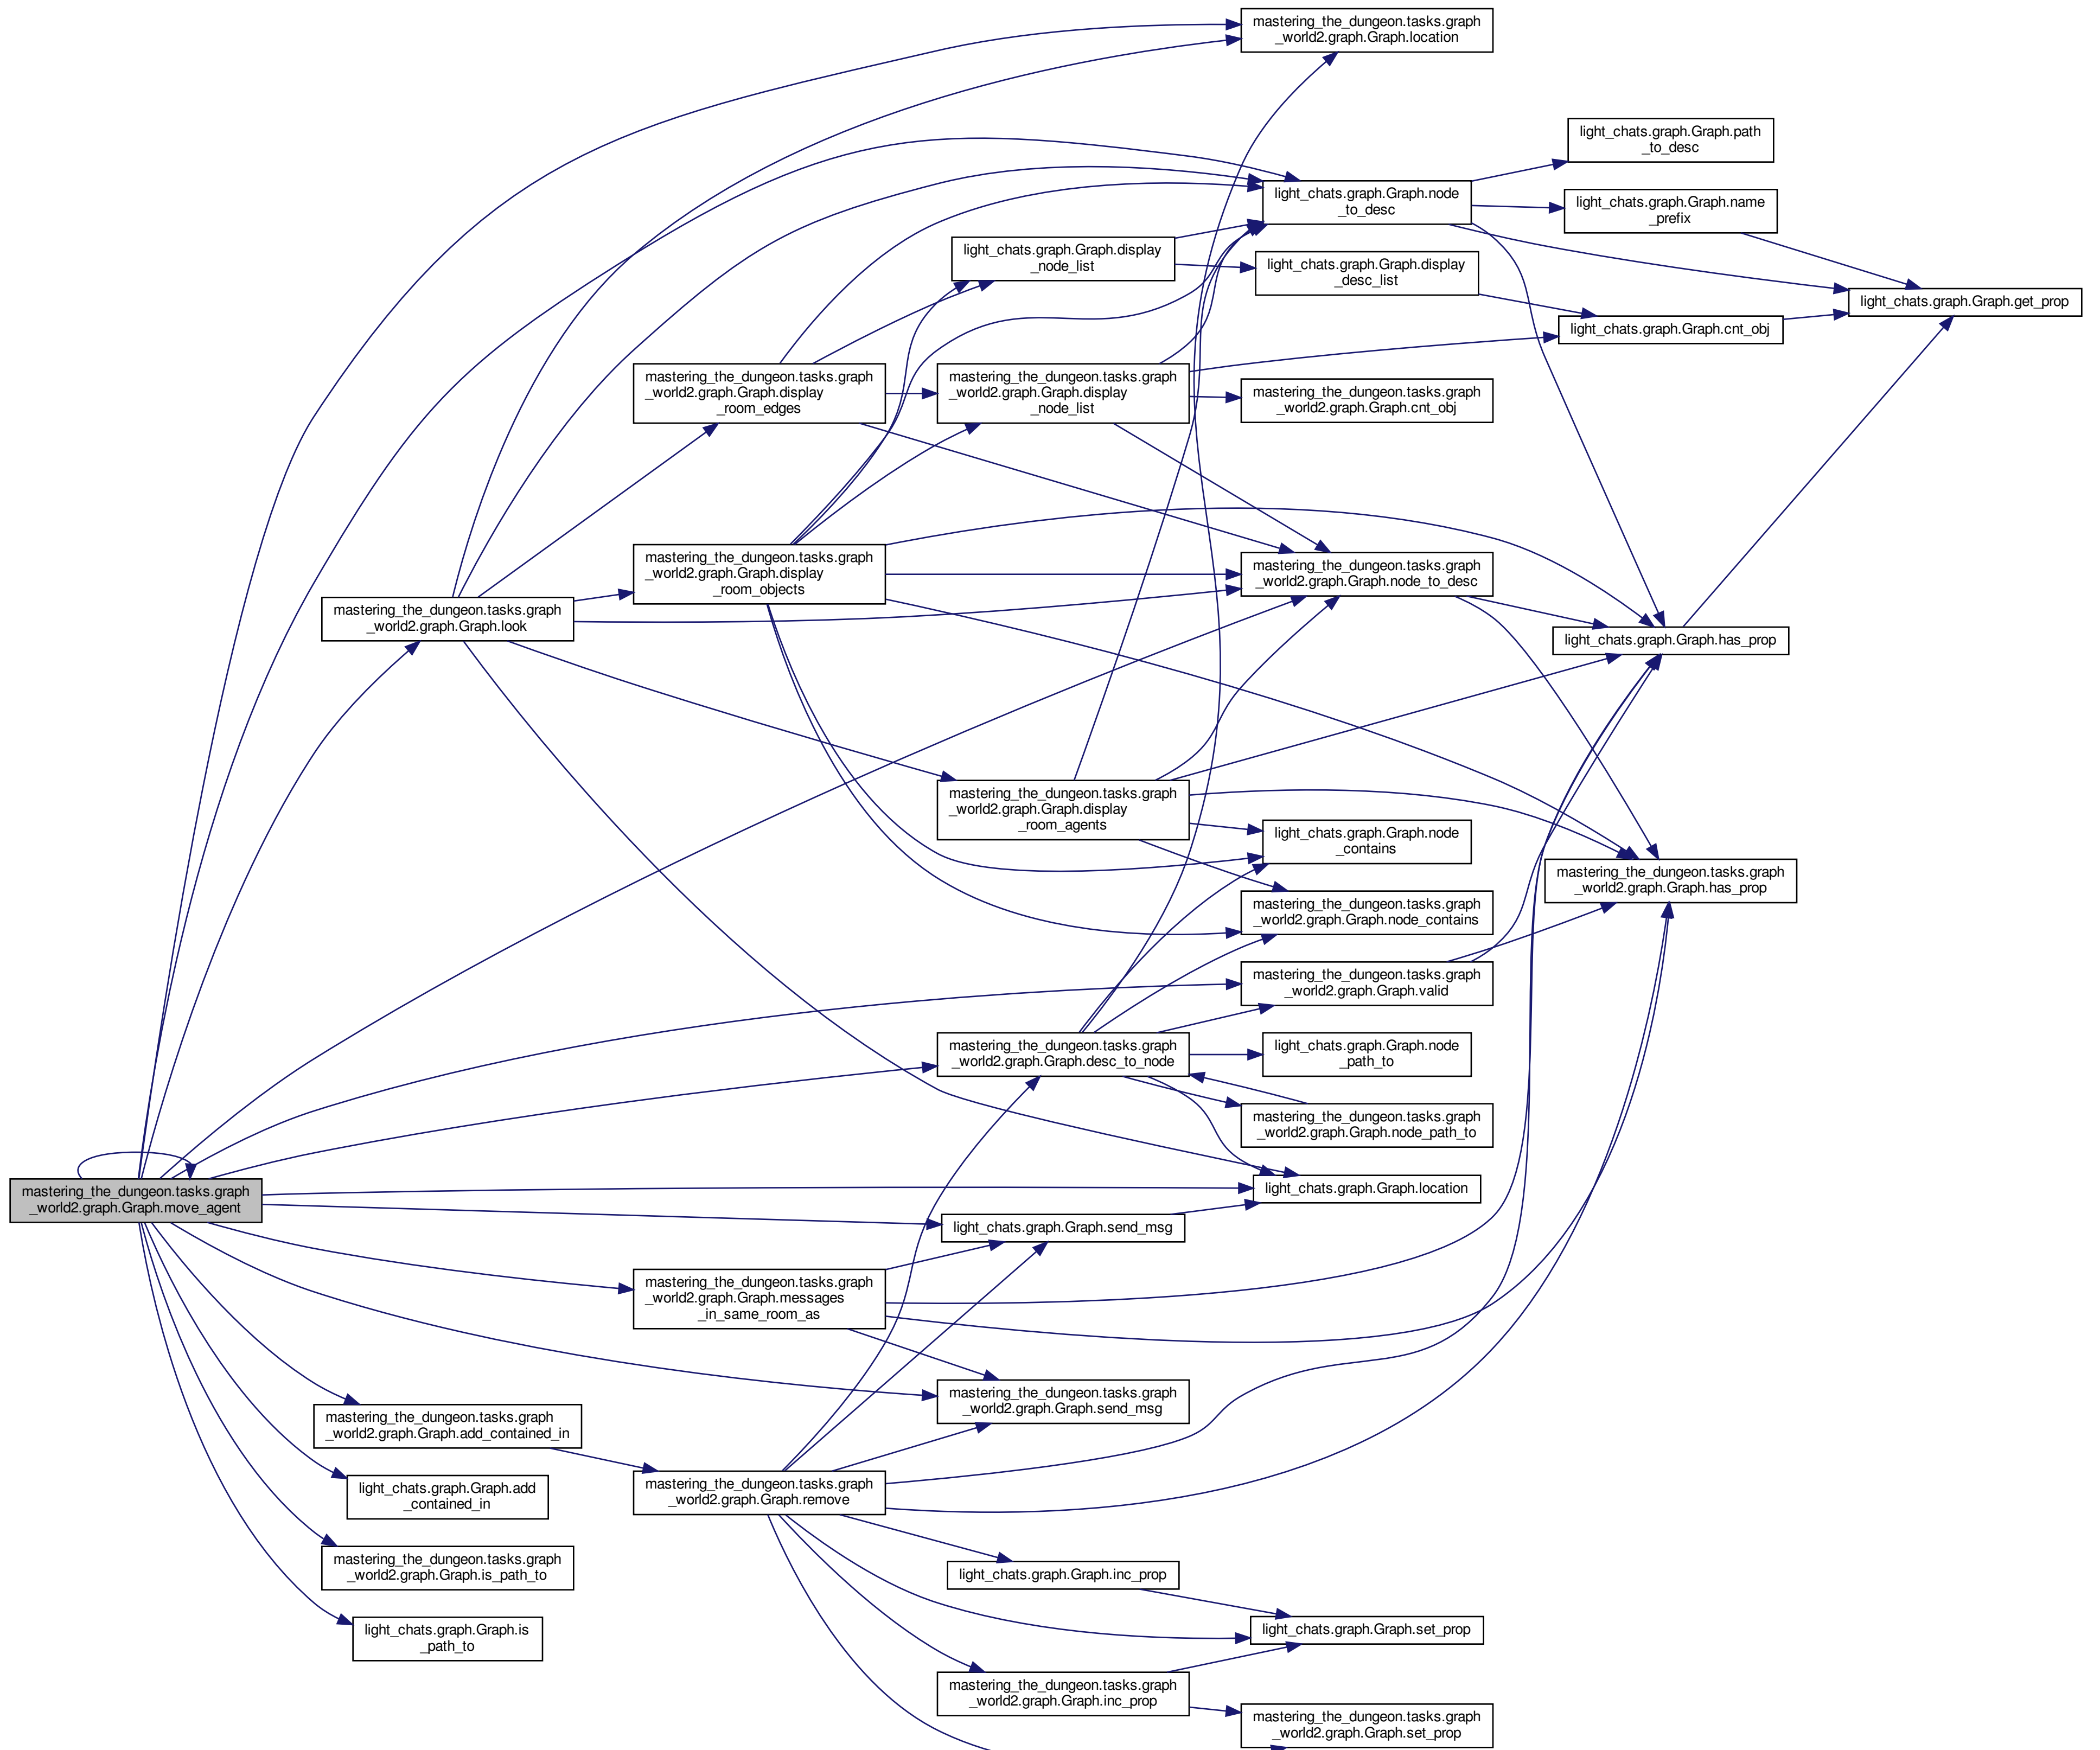 mastering_the_dungeon.tasks.graph
_world2.graph.Graph.location
light_chats.graph.Graph.path
_to_desc
light_chats.graph.Graph.node
_to_desc
light_chats.graph.Graph.name
_prefix
light_chats.graph.Graph.display
_node_list
light_chats.graph.Graph.display
_desc_list
light_chats.graph.Graph.get_prop
light_chats.graph.Graph.cnt_obj
mastering_the_dungeon.tasks.graph
_world2.graph.Graph.display
_room_edges
mastering_the_dungeon.tasks.graph
_world2.graph.Graph.display
_node_list
mastering_the_dungeon.tasks.graph
_world2.graph.Graph.cnt_obj
mastering_the_dungeon.tasks.graph
_world2.graph.Graph.display
_room_objects
mastering_the_dungeon.tasks.graph
_world2.graph.Graph.node_to_desc
mastering_the_dungeon.tasks.graph
_world2.graph.Graph.look
light_chats.graph.Graph.has_prop
mastering_the_dungeon.tasks.graph
_world2.graph.Graph.display
_room_agents
light_chats.graph.Graph.node
_contains
mastering_the_dungeon.tasks.graph
_world2.graph.Graph.has_prop
mastering_the_dungeon.tasks.graph
_world2.graph.Graph.node_contains
mastering_the_dungeon.tasks.graph
_world2.graph.Graph.valid
mastering_the_dungeon.tasks.graph
_world2.graph.Graph.desc_to_node
light_chats.graph.Graph.node
_path_to
mastering_the_dungeon.tasks.graph
_world2.graph.Graph.node_path_to
mastering_the_dungeon.tasks.graph
_world2.graph.Graph.move_agent
light_chats.graph.Graph.location
light_chats.graph.Graph.send_msg
mastering_the_dungeon.tasks.graph
_world2.graph.Graph.messages
_in_same_room_as
mastering_the_dungeon.tasks.graph
_world2.graph.Graph.send_msg
mastering_the_dungeon.tasks.graph
_world2.graph.Graph.add_contained_in
light_chats.graph.Graph.add
_contained_in
mastering_the_dungeon.tasks.graph
_world2.graph.Graph.remove
mastering_the_dungeon.tasks.graph
_world2.graph.Graph.is_path_to
light_chats.graph.Graph.inc_prop
light_chats.graph.Graph.is
_path_to
light_chats.graph.Graph.set_prop
mastering_the_dungeon.tasks.graph
_world2.graph.Graph.inc_prop
mastering_the_dungeon.tasks.graph
_world2.graph.Graph.set_prop